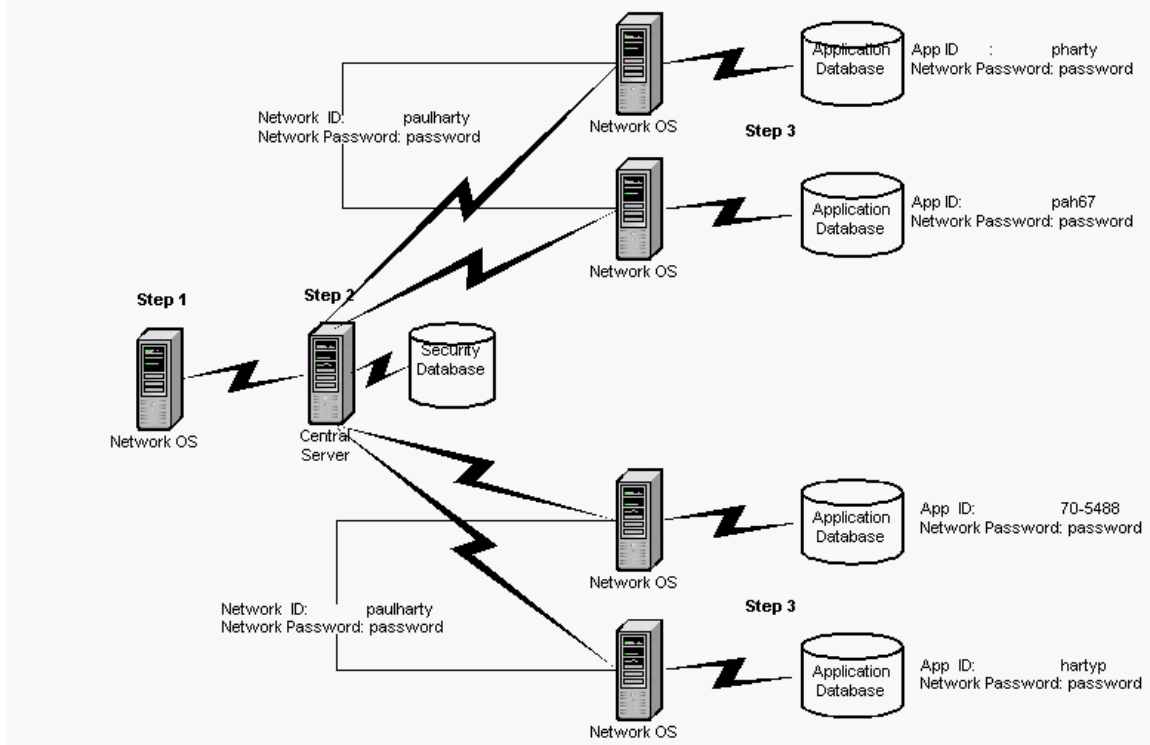 Application
Database
App ID : pharty
Network Password: password
Network ID: paulharty
Network Password: password
Network OS
Step 3
Application
Database
App ID: pah67
Network Password: password
Network OS
Step 1
Step 2
Security
Database
Network OS
Central
Server
Application
Database
App ID: 70-5488
Network Password: password
Network OS
Network ID: paulharty
Network Password: password
Step 3
Application
Database
App ID: hartyp
Network Password: password
Network OS